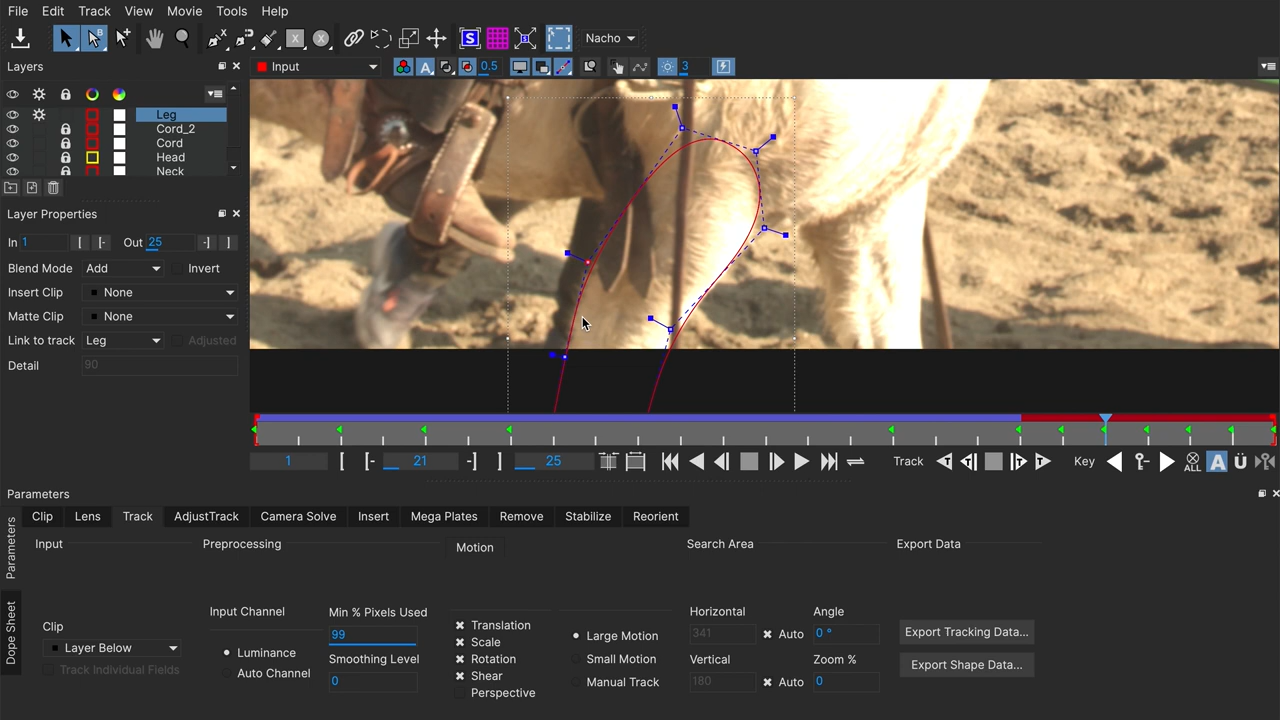 File Edit Track View Movie Tools Help
S Nacho
Layers
Input A 0.5 3
Leg
Cord_2
Cord
Head
Neck
Layer Properties
In 1 [ [- Out 25 -] ]
Blend Mode Add Invert
Insert Clip None
Matte Clip None
Link to track Leg Adjusted
Detail 90
1 [ [- 21 -] ] 25 Track T T T T Key ALL A
Parameters
Parameters
Dope Sheet
Clip Lens Track AdjustTrack Camera Solve Insert Mega Plates Remove Stabilize Reorient
Input Preprocessing Motion Search Area Export Data
Clip
Layer Below
Track Individual Fields
Input Channel
Luminance
Auto Channel
Min % Pixels Used
99
Smoothing Level
0
Translation
Scale
Rotation
Shear
Perspective
Large Motion
Small Motion
Manual Track
Horizontal
341 Auto
Vertical
180 Auto
Angle
0 °
Zoom %
0
Export Tracking Data...
Export Shape Data...